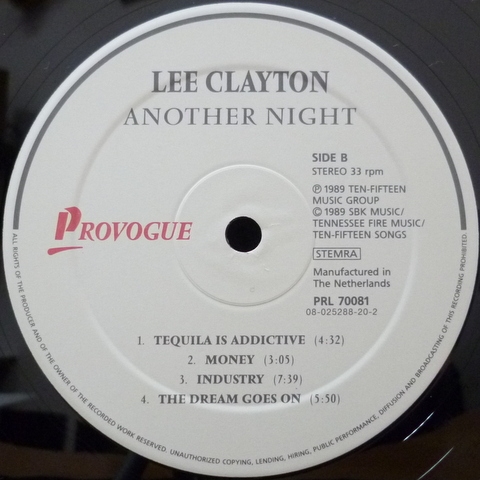 LEE CLAYTON
ANOTHER NIGHT
SIDE B
STEREO 33 rpm
℗ 1989 TEN-FIFTEEN
MUSIC GROUP
© 1989 SBK MUSIC/
TENNESSEE FIRE MUSIC/
TEN-FIFTEEN SONGS
STEMRA
Manufactured in
The Netherlands
PRL 70081
08-025288-20-2
PROVOGUE
1. TEQUILA IS ADDICTIVE (4:32)
2. MONEY (3:05)
3. INDUSTRY (7:39)
4. THE DREAM GOES ON (5:50)
ALL RIGHTS OF THE PRODUCER AND OF THE OWNER OF THE RECORDED WORK RESERVED. UNAUTHORIZED COPYING, LENDING, HIRING, PUBLIC PERFORMANCE, DIFFUSION AND BROADCASTING OF THIS RECORDING PROHIBITED.